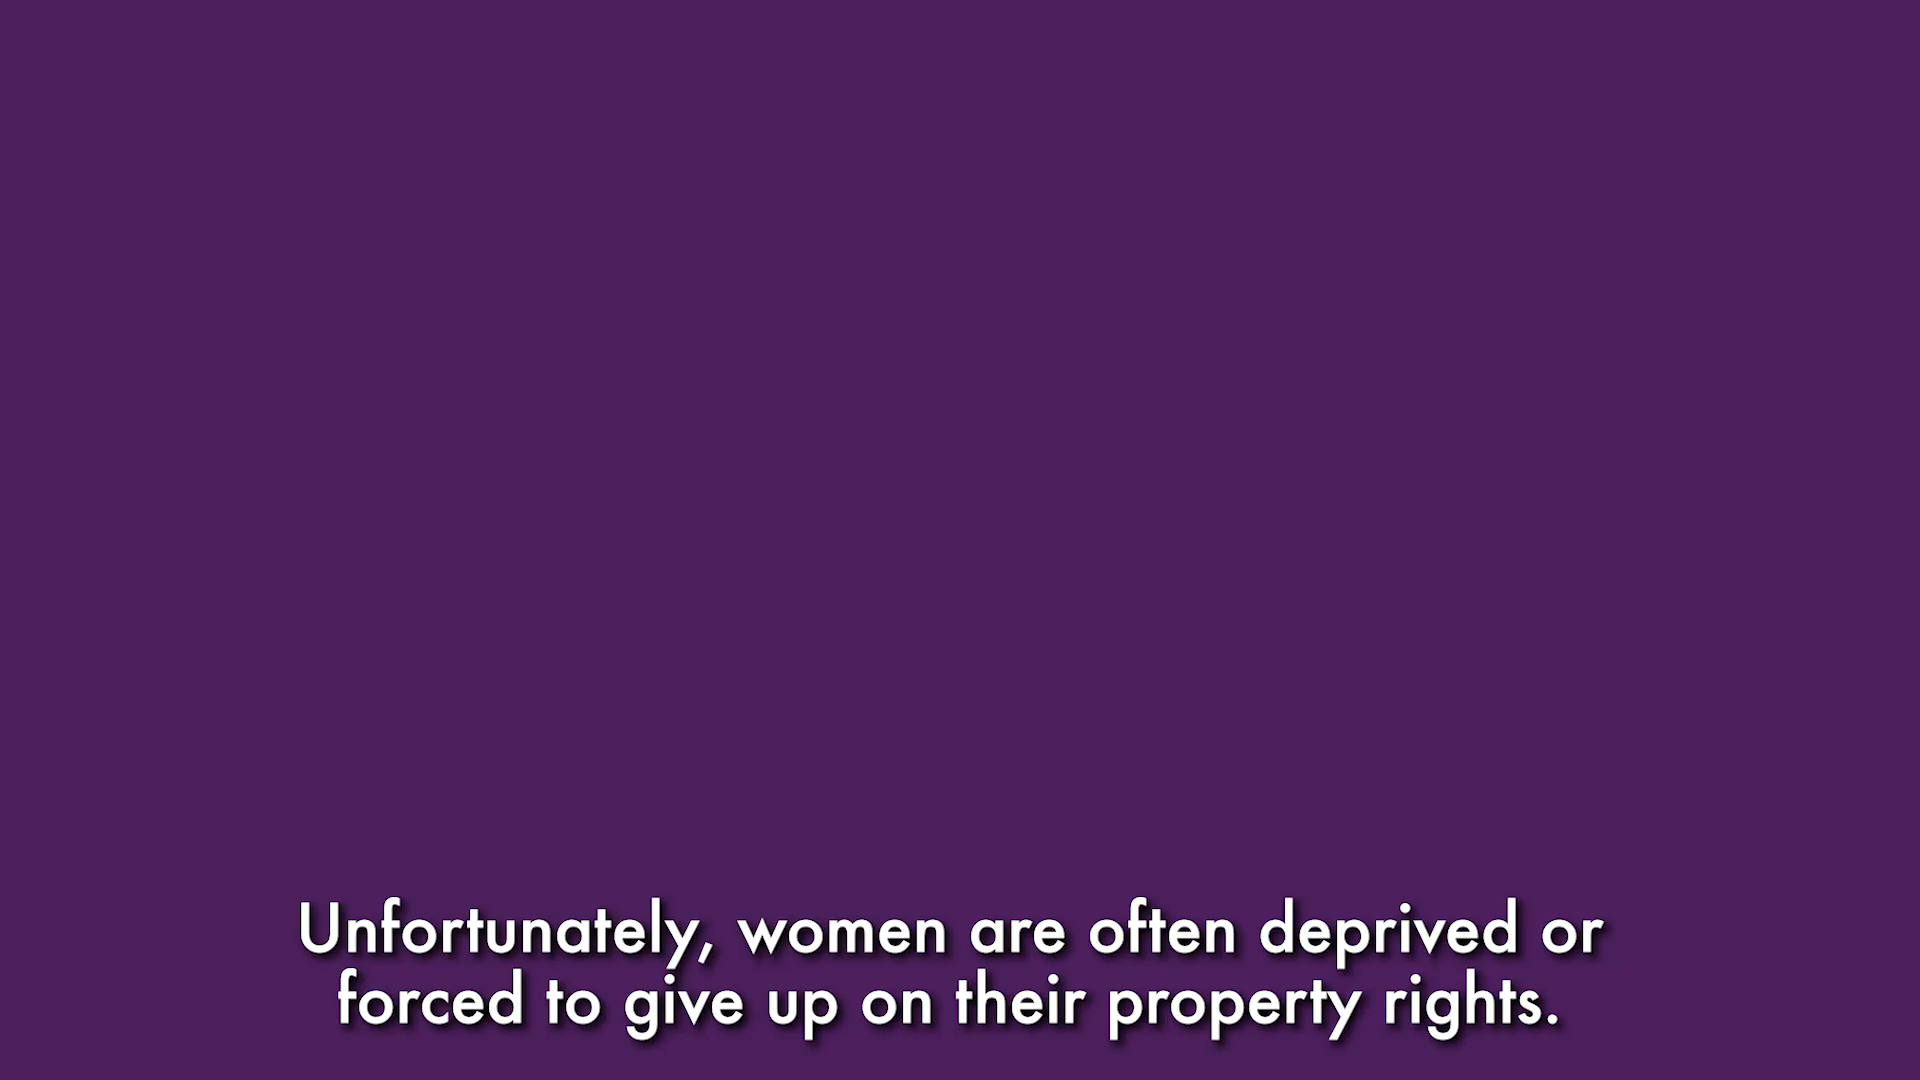 Unfortunately, women are often deprived or
forced to give up on their property rights.